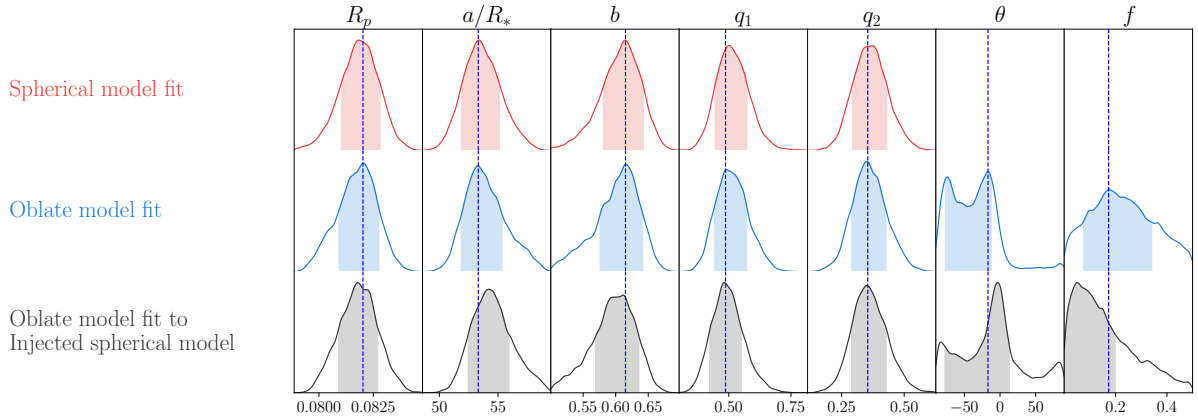 R_p a/R_* b q_1 q_2 θ f
Spherical model fit
Oblate model fit
Oblate model fit to
Injected spherical model
0.0800 0.0825 50 55 0.55 0.60 0.65 0.50 0.75 0.25 0.50 −50 0 50 0.2 0.4